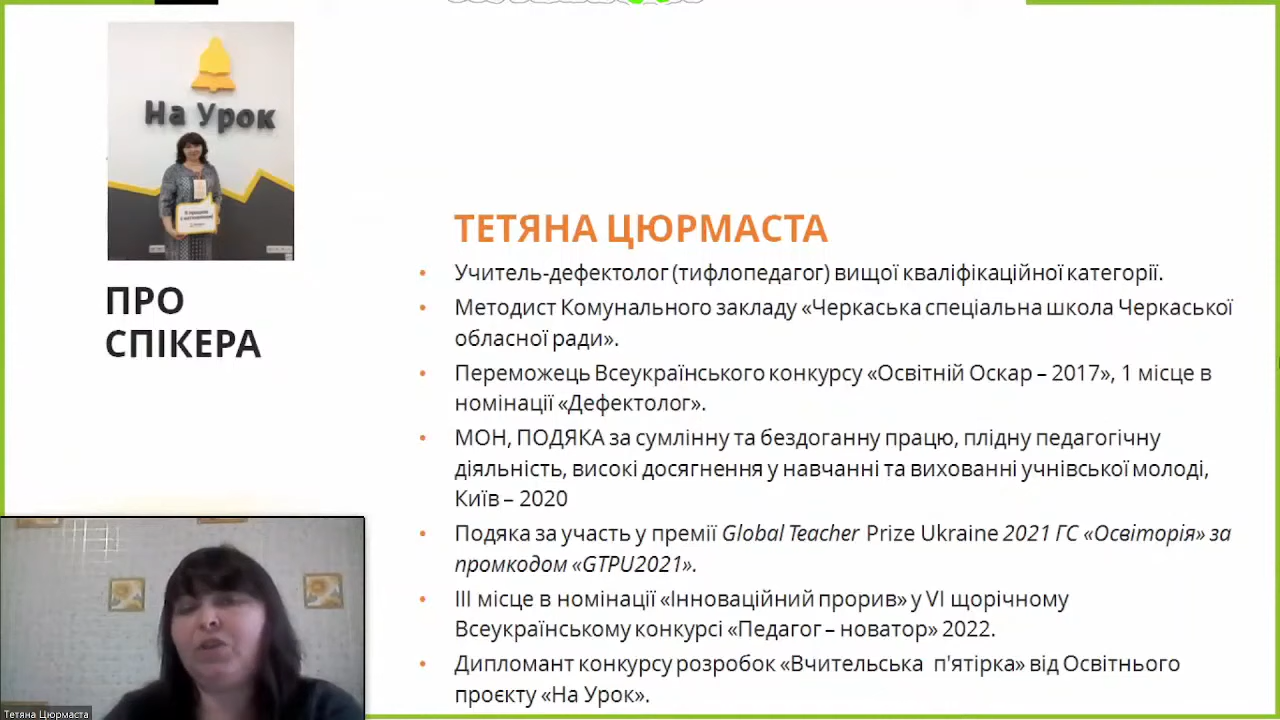 На Урок
ПРО
СПІКЕРА
ТЕТЯНА ЦЮРМАСТА
• Учитель-дефектолог (тифлопедагог) вищої кваліфікаційної категорії.
• Методист Комунального закладу «Черкаська спеціальна школа Черкаської
обласної ради».
• Переможець Всеукраїнського конкурсу «Освітній Оскар – 2017», 1 місце в
номінації «Дефектолог».
• МОН, ПОДЯКА за сумлінну та бездоганну працю, плідну педагогічну
діяльність, високі досягнення у навчанні та вихованні учнівської молоді,
Київ – 2020
• Подяка за участь у премії Global Teacher Prize Ukraine 2021 ГС «Освіторія» за
промкодом «GTPU2021».
• ІІІ місце в номінації «Інноваційний прорив» у VI щорічному
Всеукраїнському конкурсі «Педагог – новатор» 2022.
• Дипломант конкурсу розробок «Вчительська п'ятірка» від Освітнього
проєкту «На Урок».
Тетяна Цюрмаста